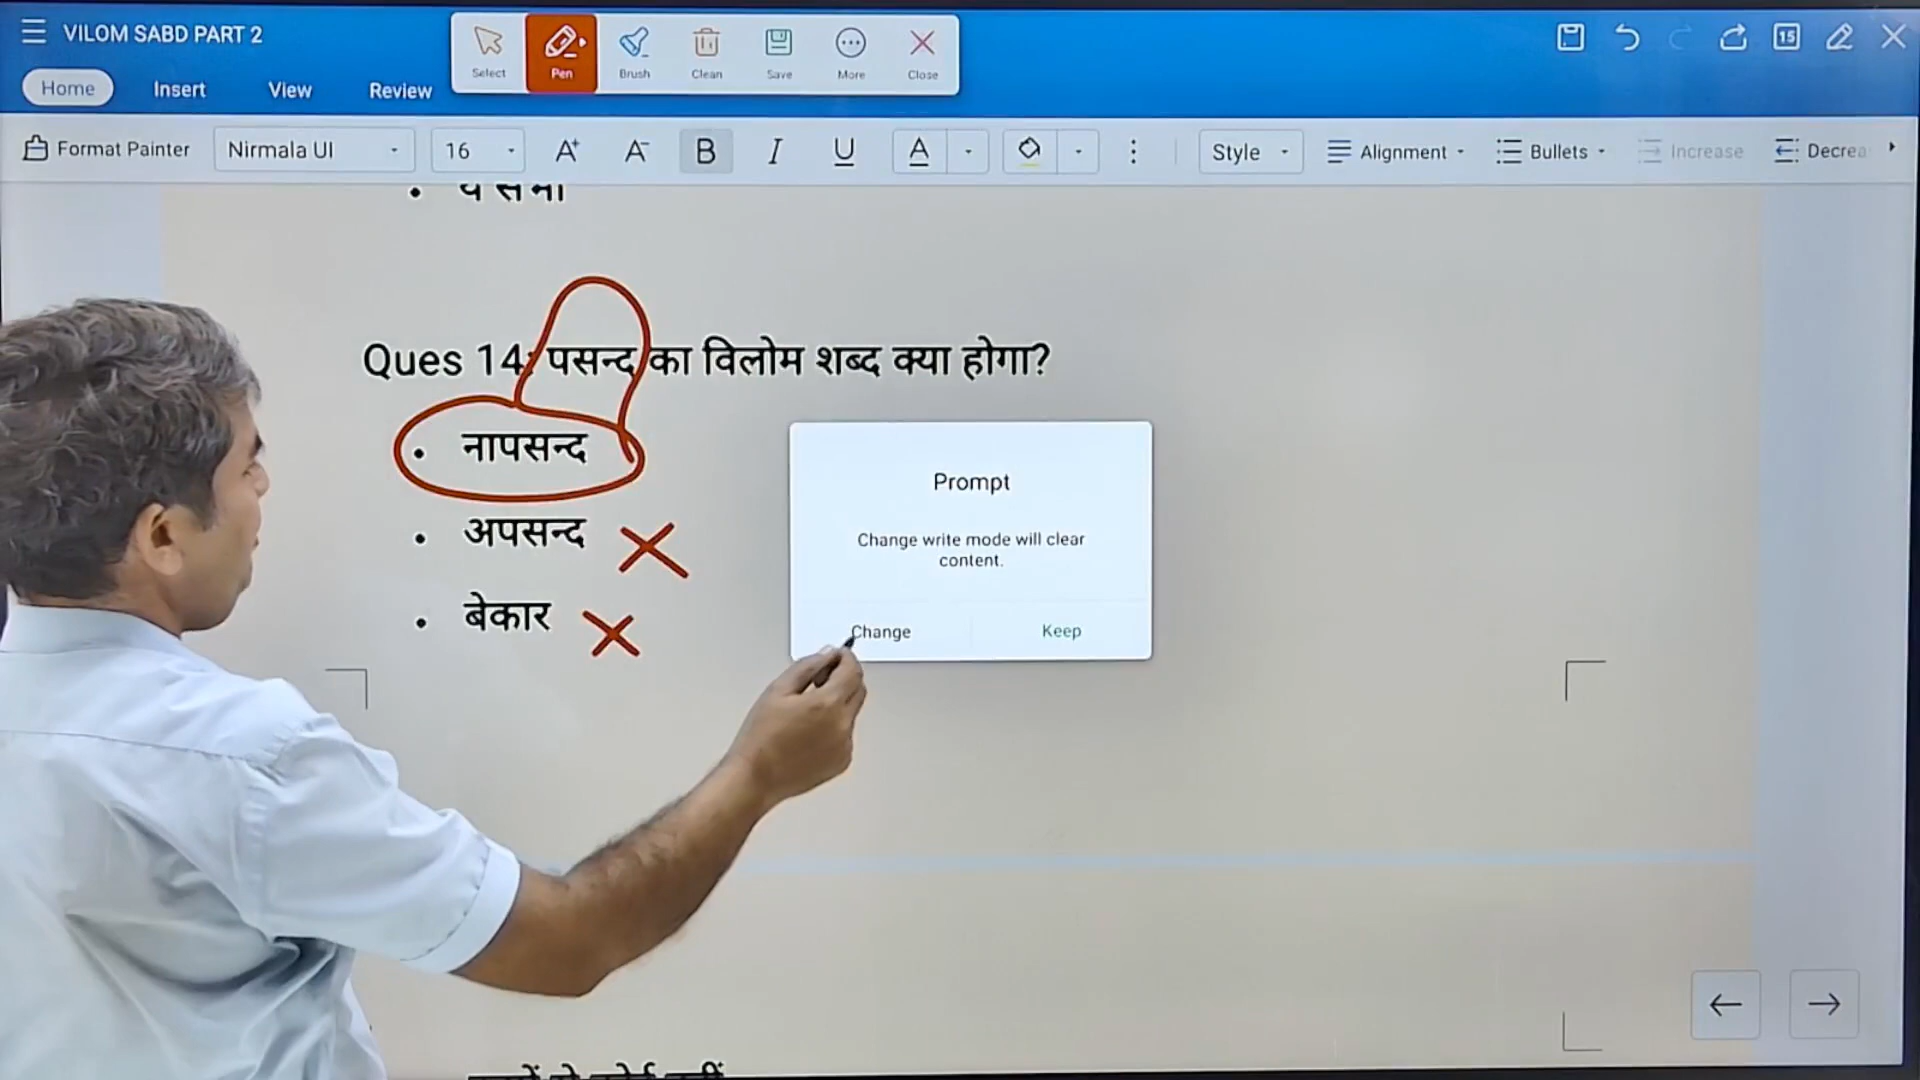 VILOM SABD PART 2
Select Pen Brush Clean Save More Close
15
Home Insert View Review
Format Painter Nirmala UI 16 A+ A- B I U A Style Alignment Bullets Increase Decrea
Ques 14: पसन्द का विलोम शब्द क्या होगा?
• नापसन्द
• अपसन्द
• बेकार
Prompt
Change write mode will clear
content.
Change Keep